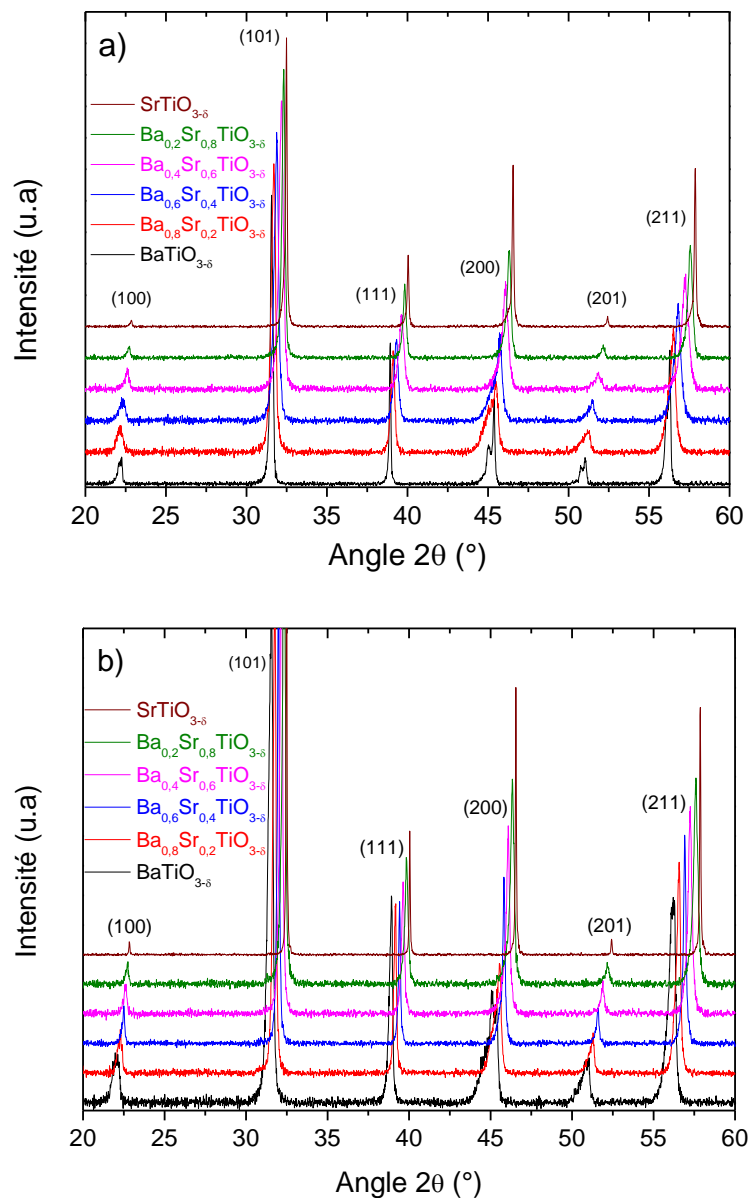 a)
(101)
SrTiO3-δ
Ba0,2Sr0,8TiO3-δ
Ba0,4Sr0,6TiO3-δ
Ba0,6Sr0,4TiO3-δ
Ba0,8Sr0,2TiO3-δ
BaTiO3-δ
(100)
(111)
(200)
(201)
(211)
Intensité (u.a)
20 25 30 35 40 45 50 55 60
Angle 2θ (°)
b)
(101)
SrTiO3-δ
Ba0,2Sr0,8TiO3-δ
Ba0,4Sr0,6TiO3-δ
Ba0,6Sr0,4TiO3-δ
Ba0,8Sr0,2TiO3-δ
BaTiO3-δ
(100)
(111)
(200)
(201)
(211)
Intensité (u.a)
20 25 30 35 40 45 50 55 60
Angle 2θ (°)